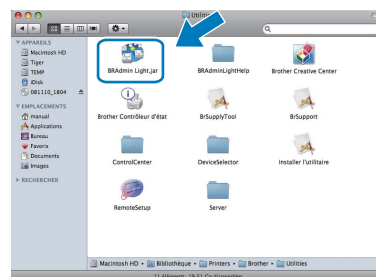 Utilities
APPAREILS
Macintosh HD
Tiger
TEMP
iDisk
081110_1804
EMPLACEMENTS
manual
Applications
Bureau
Favoris
Documents
Images
RECHERCHER
BRAdmin Light.jar
BRAdminLightHelp
Brother Creative Center
Brother Contrôleur d'état
BrSupplyTool
BrSupport
ControlCenter
DeviceSelector
Installer l'utilitaire
RemoteSetup
Server
Macintosh HD
Bibliothèque
Printers
Brother
Utilities